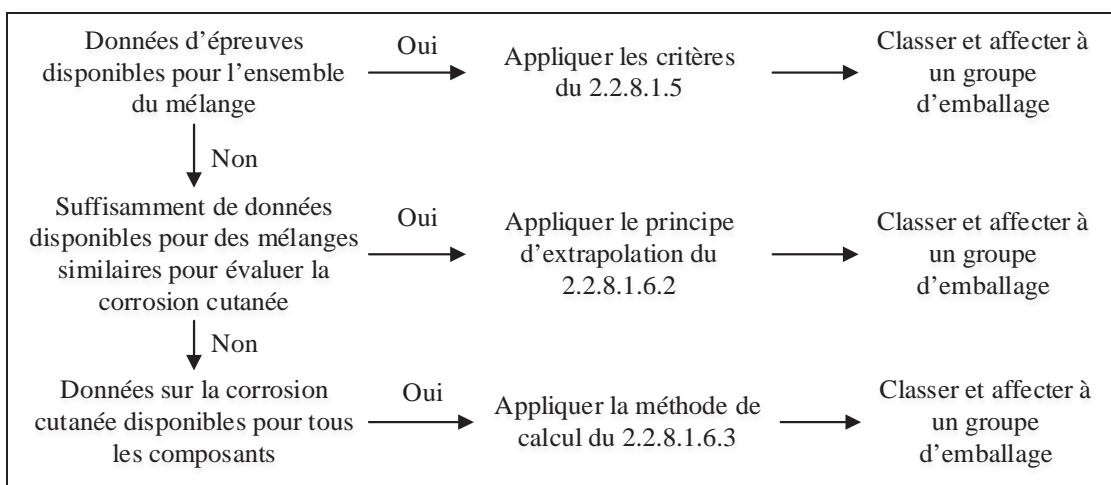 Données d'épreuves
disponibles pour l'ensemble
du mélange
Oui
Appliquer les critères
du 2.2.8.1.5
Classer et affecter à
un groupe
d'emballage
Non
Suffisamment de données
disponibles pour des mélanges
similaires pour évaluer la
corrosion cutanée
Oui
Appliquer le principe
d'extrapolation du
2.2.8.1.6.2
Classer et affecter à
un groupe
d'emballage
Non
Données sur la corrosion
cutanée disponibles pour tous
les composants
Oui
Appliquer la méthode de
calcul du 2.2.8.1.6.3
Classer et affecter à
un groupe
d'emballage